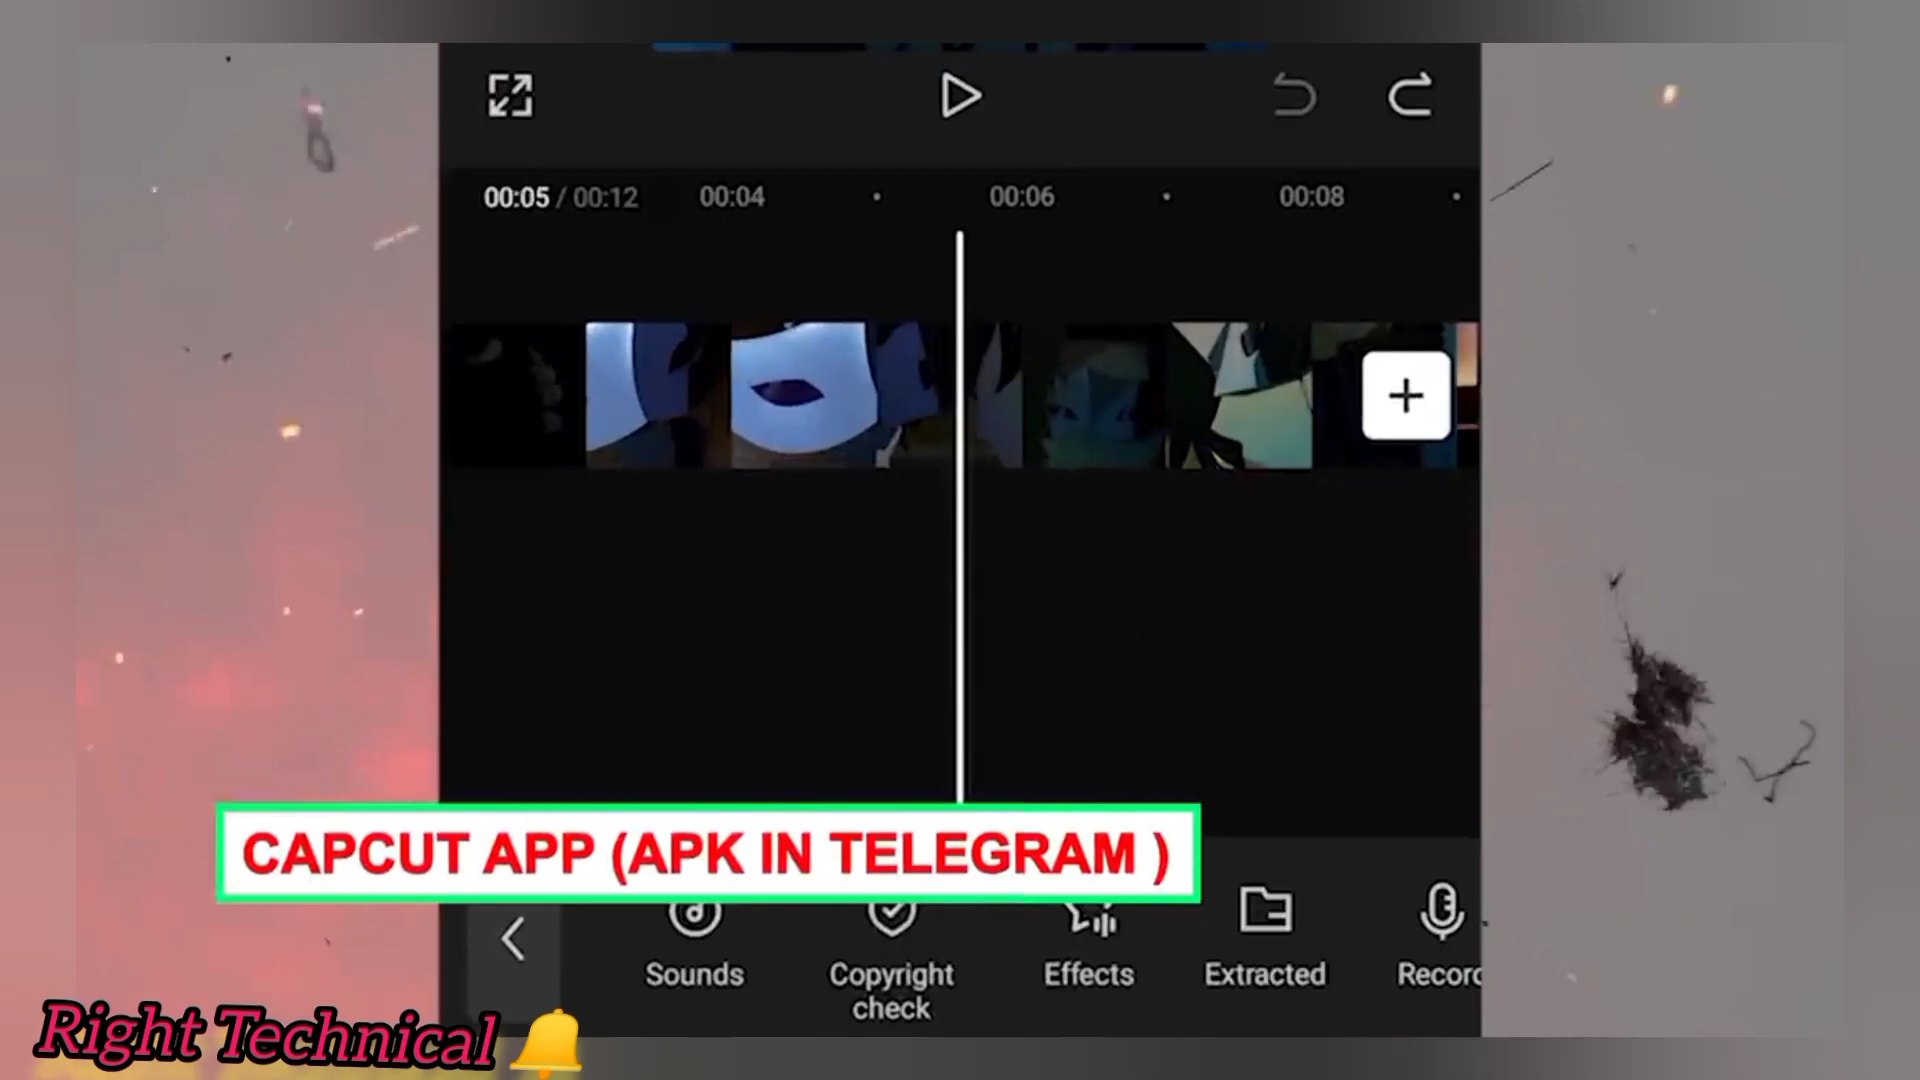 00:05 / 00:12 00:04 00:06 00:08
CAPCUT APP (APK IN TELEGRAM )
Sounds
Copyright
check
Effects
Extracted
Record
Right Technical